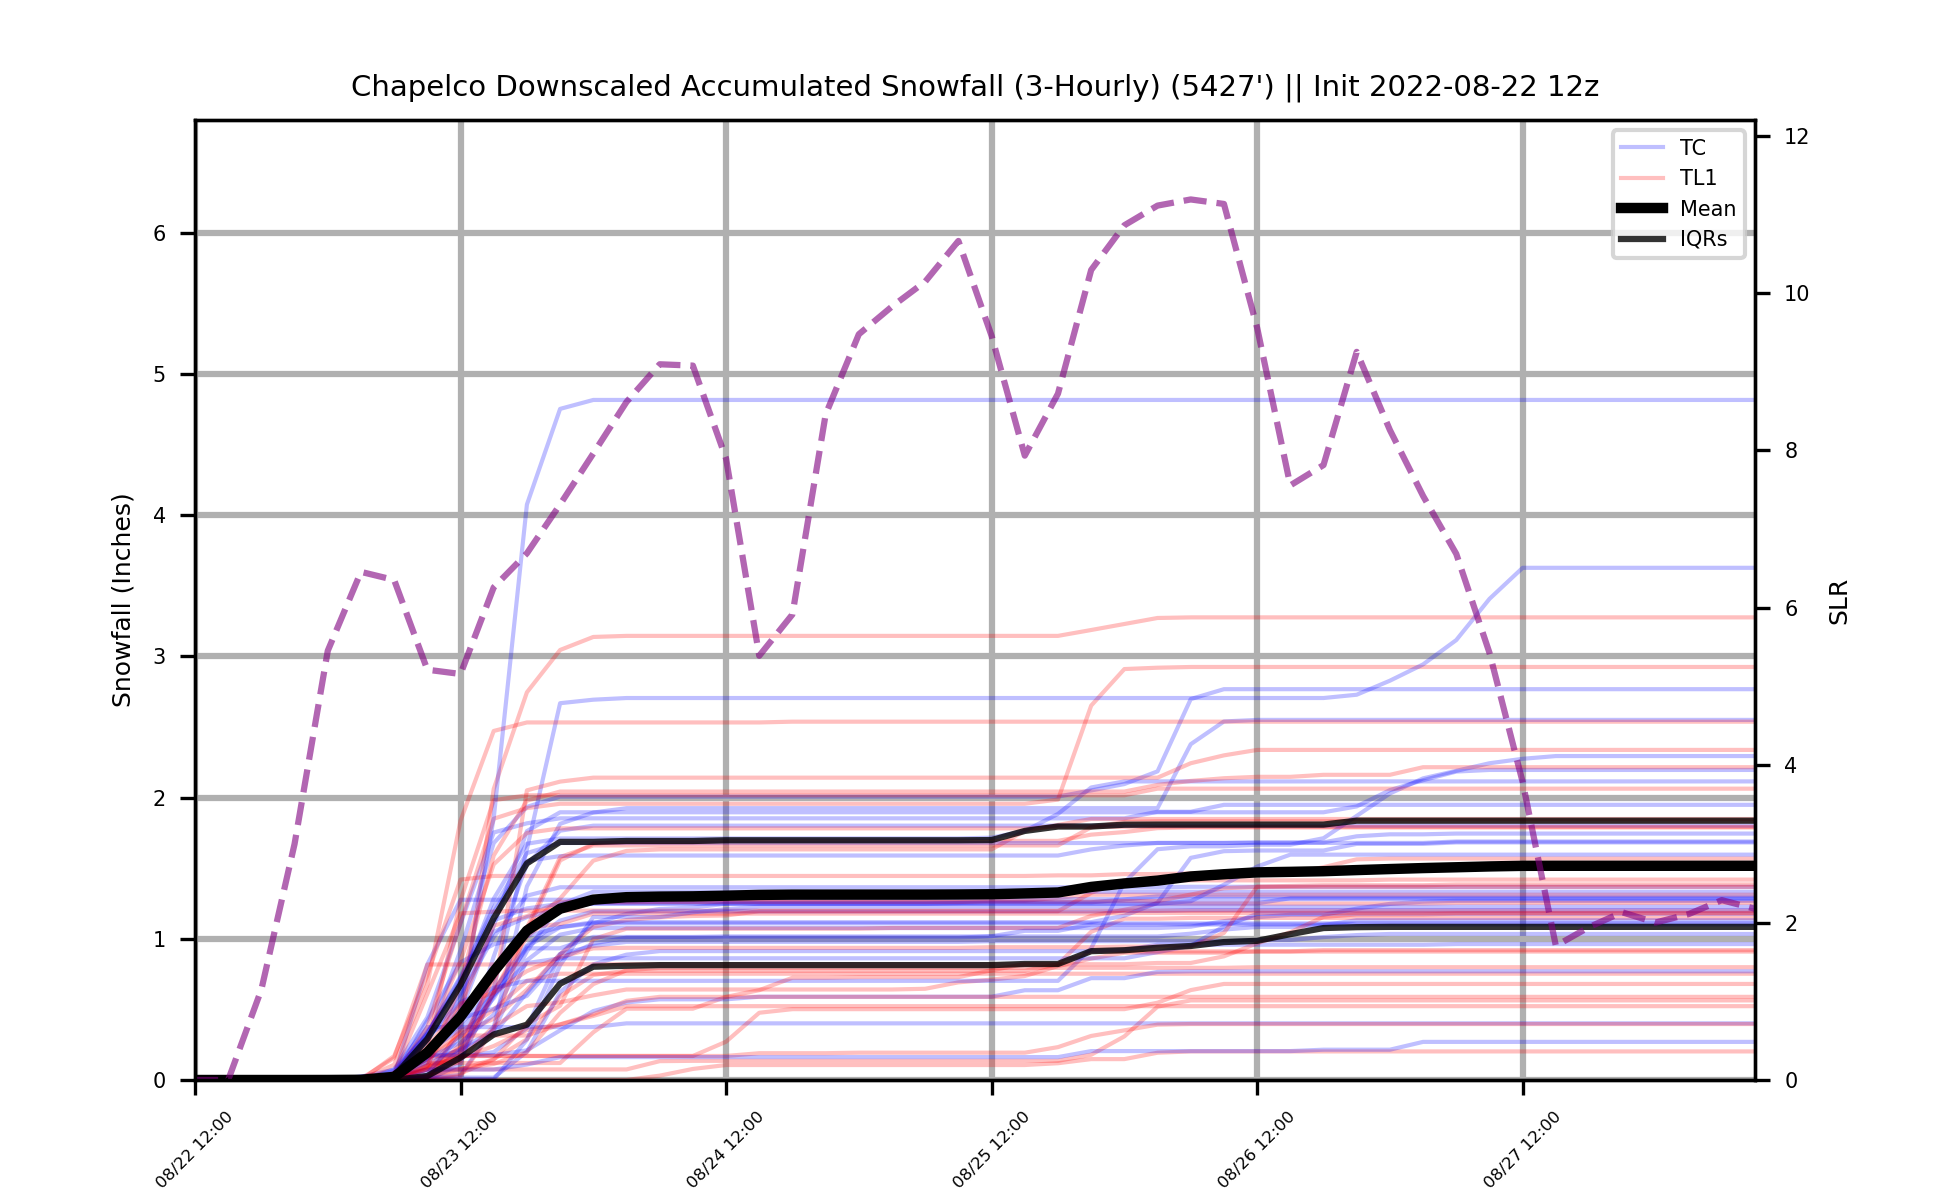 Chapelco Downscaled Accumulated Snowfall (3-Hourly) (5427') || Init 2022-08-22 12z
TC
TL1
Mean
IQRs
Snowfall (Inches)
6
5
4
3
2
1
0
SLR
12
10
8
6
4
2
0
08/22 12:00
08/23 12:00
08/24 12:00
08/25 12:00
08/26 12:00
08/27 12:00